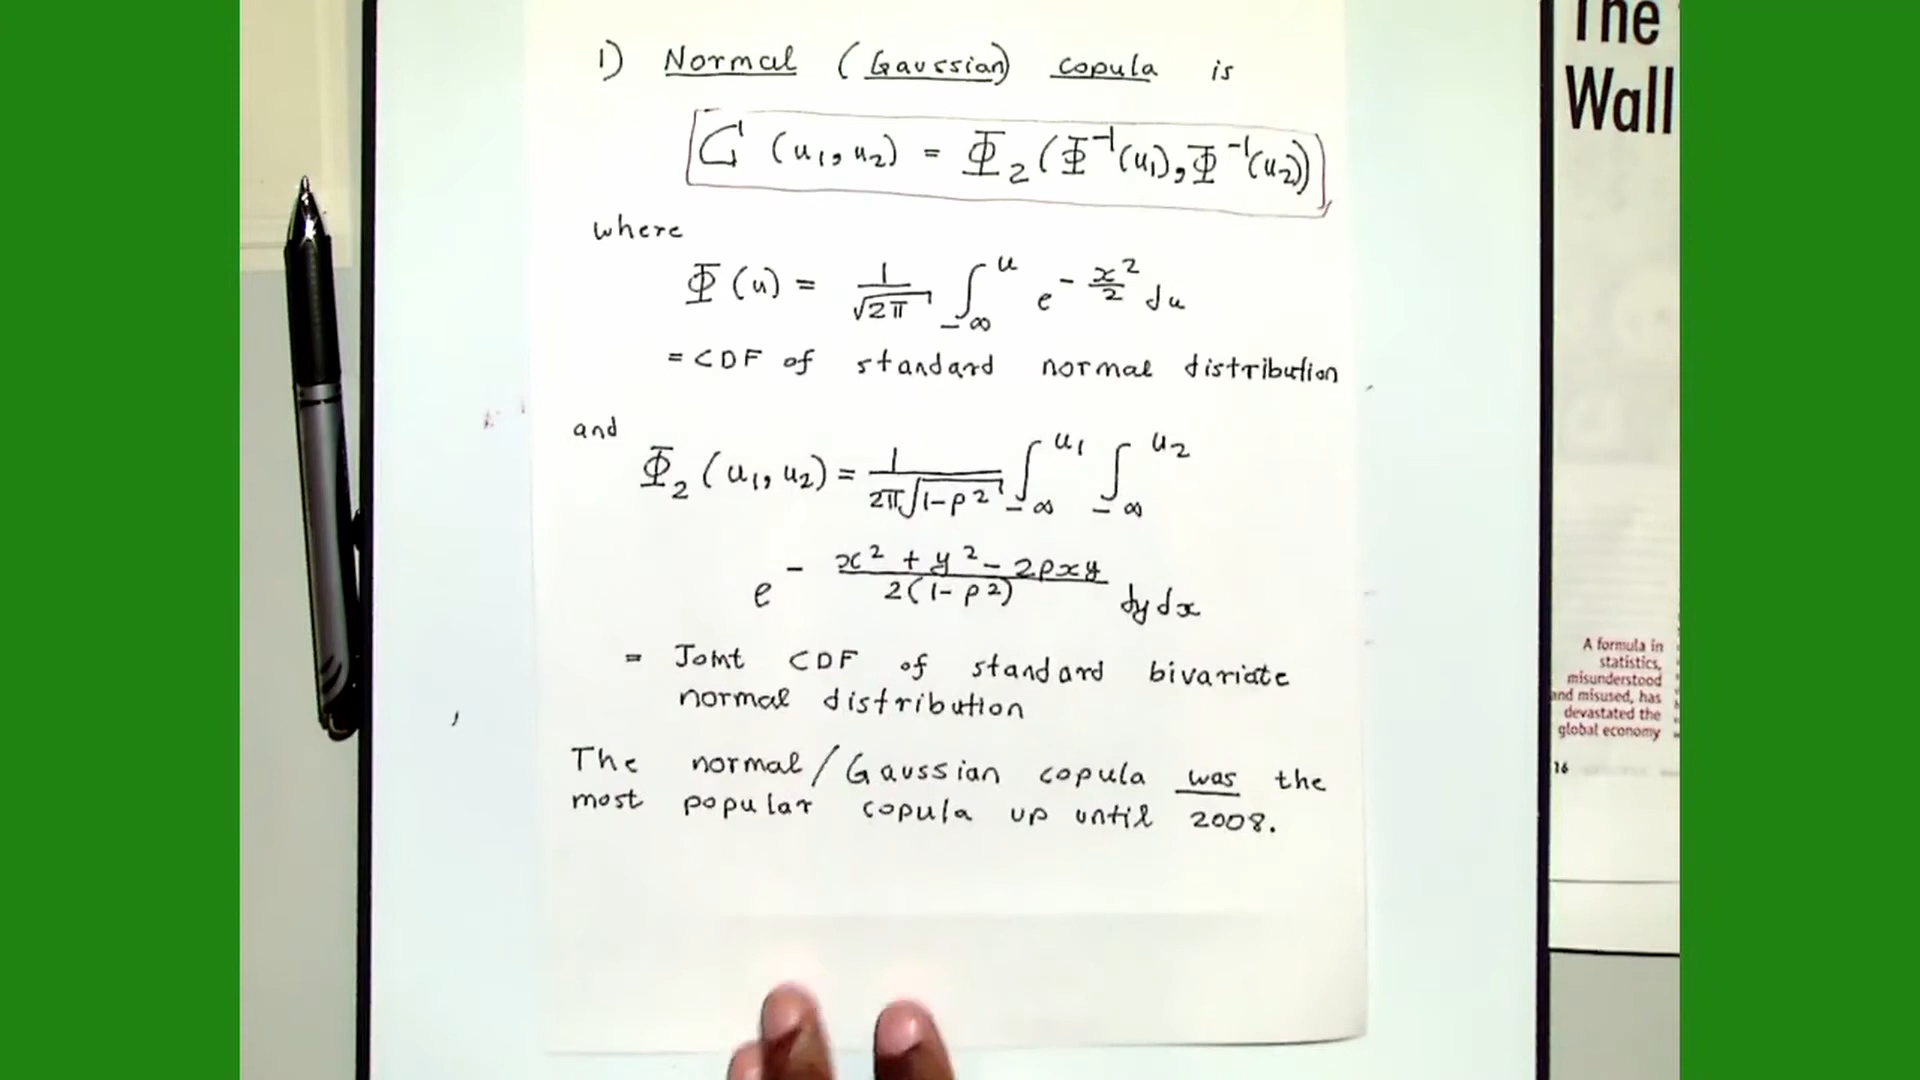 1) Normal (Gaussian) copula is
C (u₁, u₂) = Φ₂ (Φ⁻¹(u₁), Φ⁻¹(u₂))
where
Φ (u) = 1/√2π ∫_{-∞}^{u} e^{-x²/2} du
= CDF of standard normal distribution
and
Φ₂ (u₁, u₂) = 1/(2π√(1-ρ²)) ∫_{-∞}^{u₁} ∫_{-∞}^{u₂}
e^{-(x² + y² - 2ρxy)/(2(1-ρ²))} dy dx
= Joint CDF of standard bivariate
normal distribution
The normal/Gaussian copula was the
most popular copula up until 2008.
The
Wall
A formula in
statistics,
misunderstood
and misused, has
devastated the
global economy
16